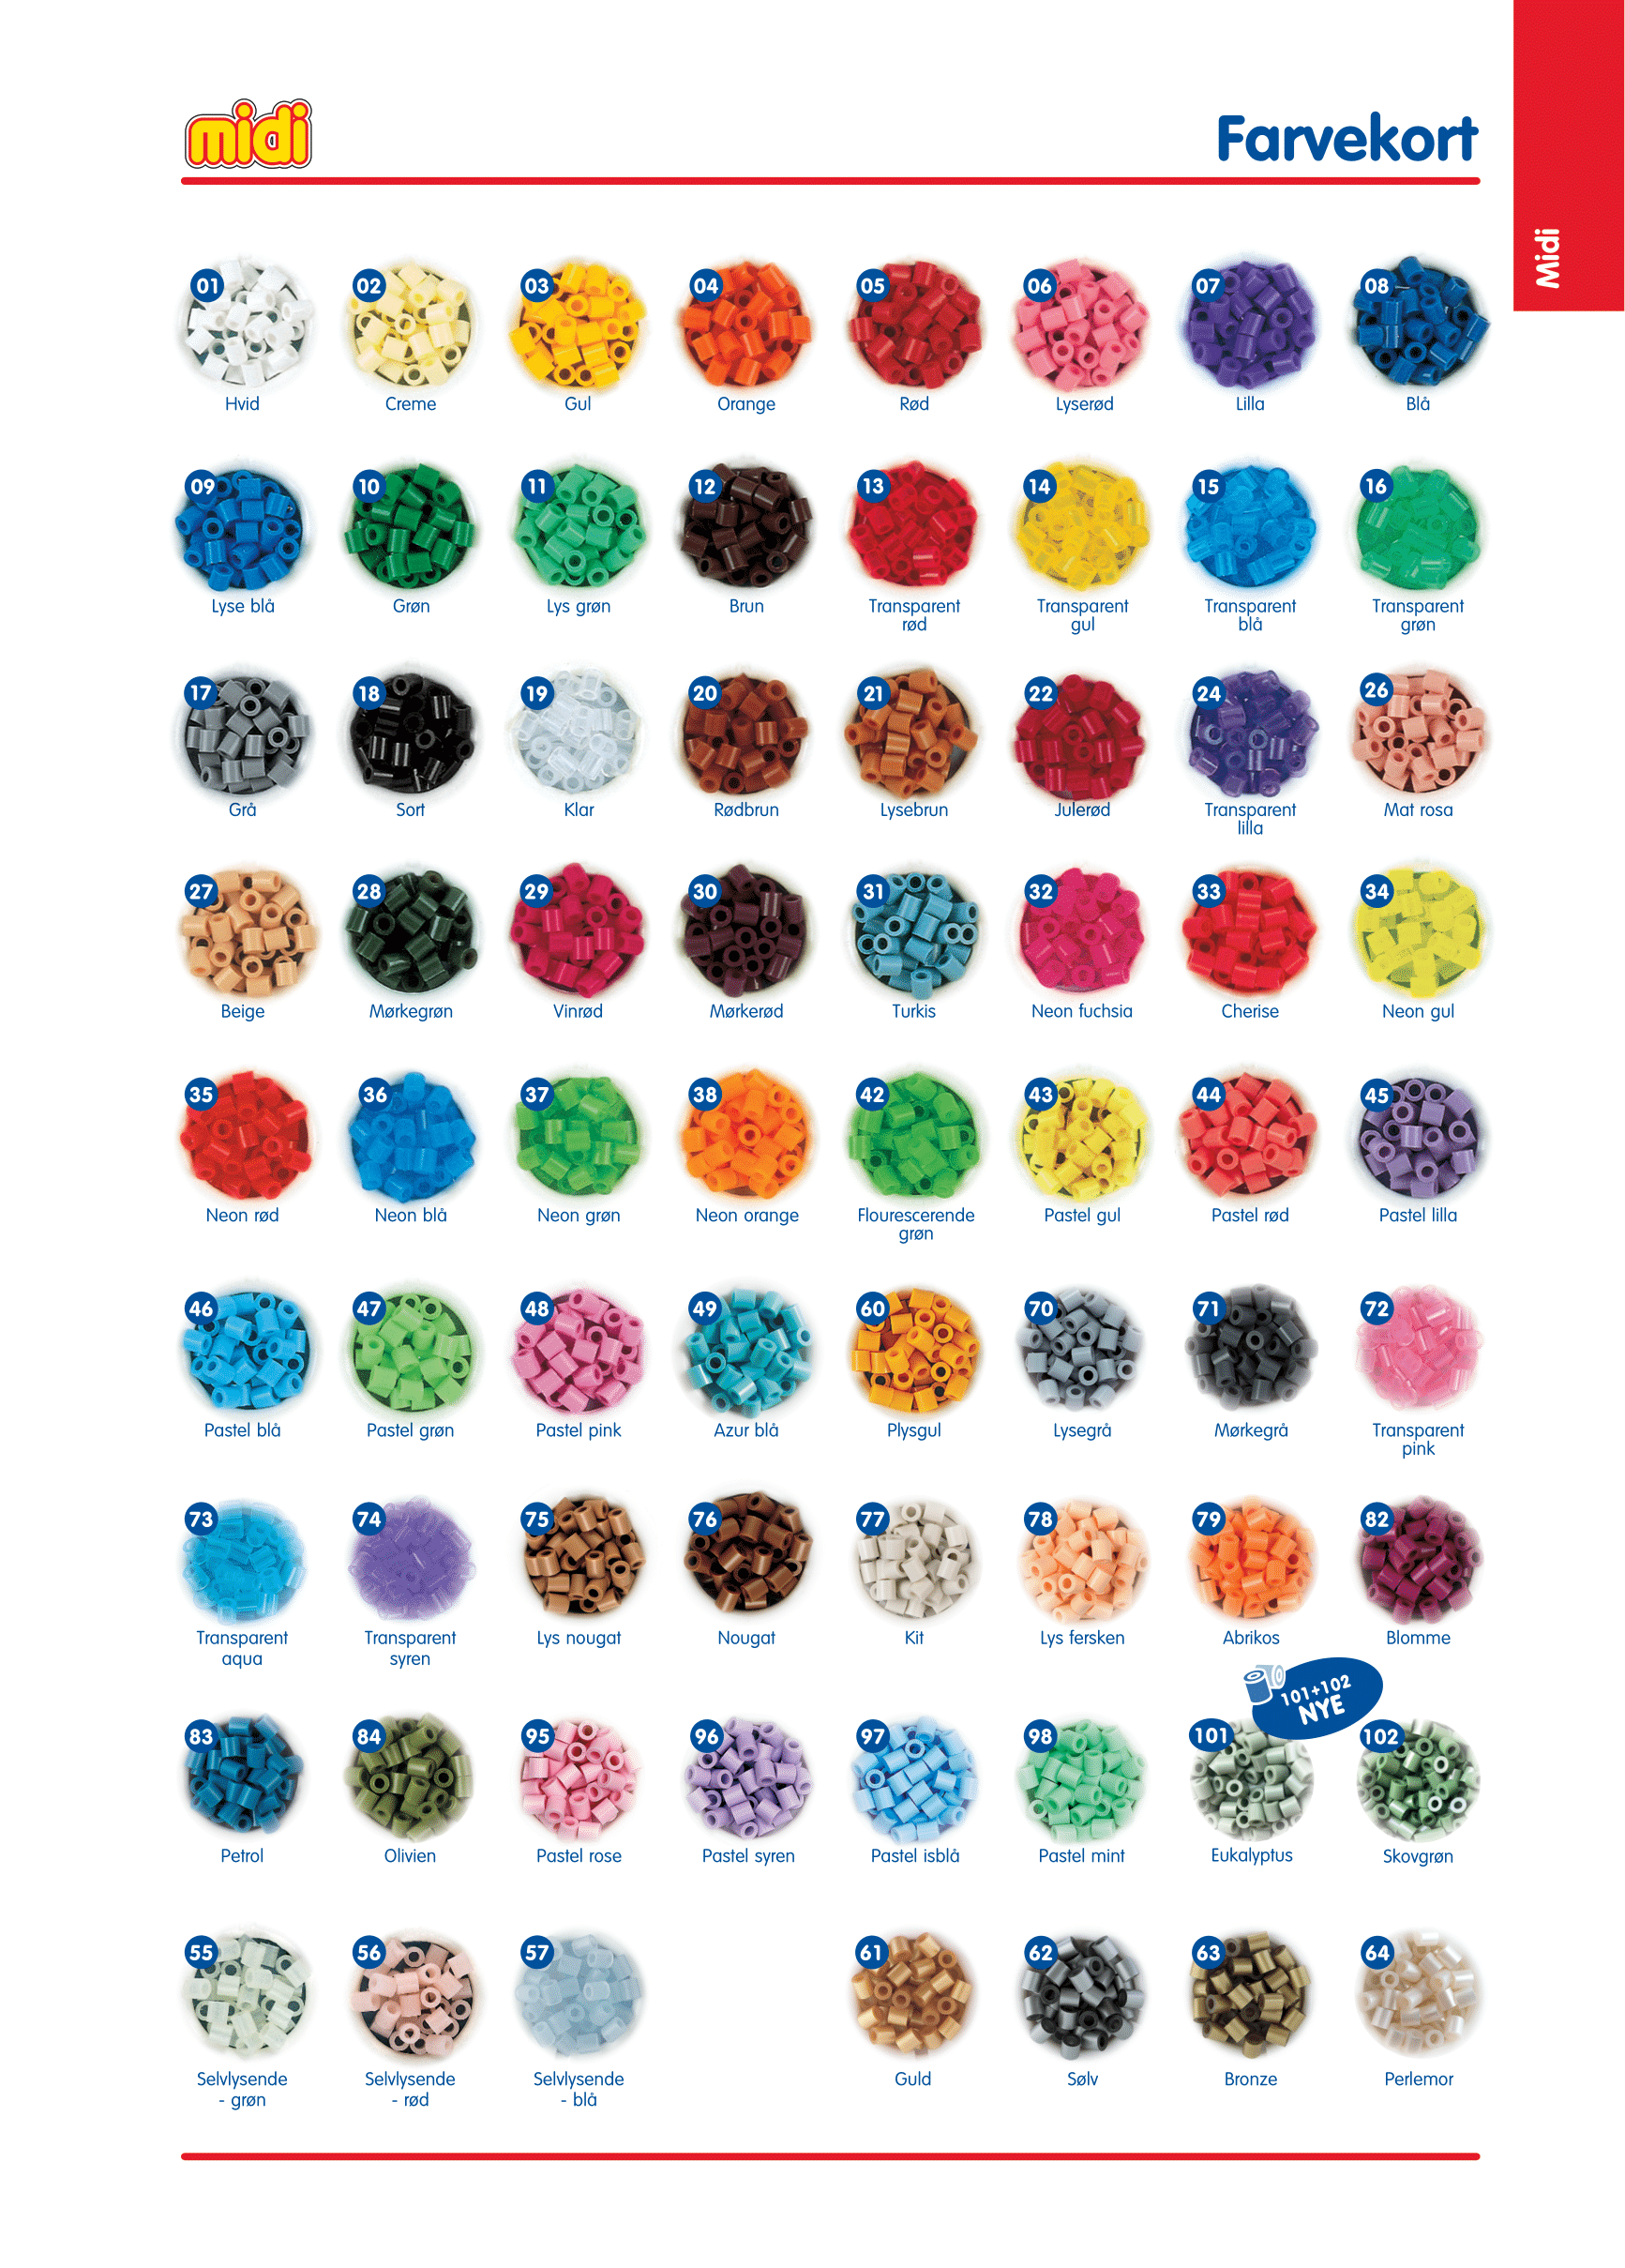 midi
Farvekort
Midi
01 02 03 04 05 06 07 08
Hvid Creme Gul Orange Rød Lyserød Lilla Blå
09 10 11 12 13 14 15 16
Lyse blå Grøn Lys grøn Brun Transparent rød Transparent gul Transparent blå Transparent grøn
17 18 19 20 21 22 24 26
Grå Sort Klar Rødbrun Lysebrun Julerød Transparent lilla Mat rosa
27 28 29 30 31 32 33 34
Beige Mørkegrøn Vinrød Mørkerød Turkis Neon fuchsia Cherise Neon gul
35 36 37 38 42 43 44 45
Neon rød Neon blå Neon grøn Neon orange Flourescerende grøn Pastel gul Pastel rød Pastel lilla
46 47 48 49 60 70 71 72
Pastel blå Pastel grøn Pastel pink Azur blå Plysgul Lysegrå Mørkegrå Transparent pink
73 74 75 76 77 78 79 82
Transparent aqua Transparent syren Lys nougat Nougat Kit Lys fersken Abrikos Blomme
101+102
NYE
83 84 95 96 97 98 101 102
Petrol Olivien Pastel rose Pastel syren Pastel isblå Pastel mint Eukalyptus Skovgrøn
55 56 57 61 62 63 64
Selvlysende - grøn Selvlysende - rød Selvlysende - blå Guld Sølv Bronze Perlemor